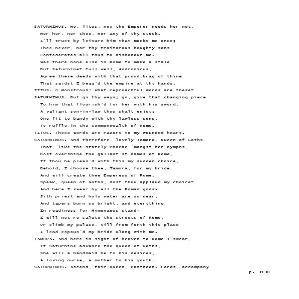 SATURNINUS. No, Titus, no; the Emperor needs her not,
Nor her, nor thee, nor any of thy stock.
I'll trust by leisure him that mocks me once;
Thee never, nor thy traitorous haughty sons,
Confederates all thus to dishonour me.
Was there none else in Rome to make a stale
But Saturnine? Full well, Andronicus,
Agree these deeds with that proud brag of thine
That said'st I begg'd the empire at thy hands.
TITUS. O monstrous! What reproachful words are these?
SATURNINUS. But go thy ways; go, give that changing piece
To him that flourish'd for her with his sword.
A valiant son-in-law thou shalt enjoy;
One fit to bandy with thy lawless sons,
To ruffle in the commonwealth of Rome.
TITUS. These words are razors to my wounded heart.
SATURNINUS. And therefore, lovely Tamora, Queen of Goths,
That, like the stately Phoebe 'mongst her nymphs,
Dost overshine the gallant'st dames of Rome,
If thou be pleas'd with this my sudden choice,
Behold, I choose thee, Tamora, for my bride
And will create thee Empress of Rome.
Speak, Queen of Goths, dost thou applaud my choice?
And here I swear by all the Roman gods-
Sith priest and holy water are so near,
And tapers burn so bright, and everything
In readiness for Hymenaeus stand-
I will not re-salute the streets of Rome,
Or climb my palace, till from forth this place
I lead espous'd my bride along with me.
TAMORA. And here in sight of heaven to Rome I swear,
If Saturnine advance the Queen of Goths,
She will a handmaid be to his desires,
A loving nurse, a mother to his youth.
SATURNINUS. Ascend, fair Queen, Pantheon. Lords, accompany